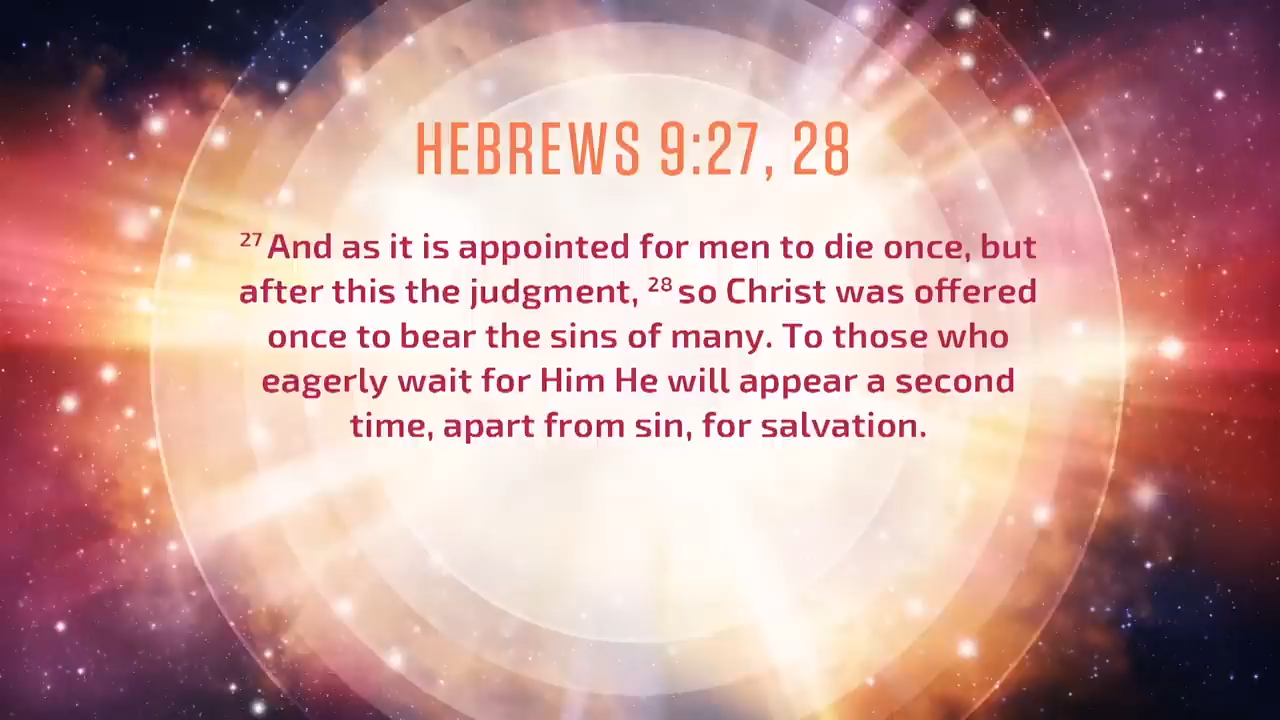 HEBREWS 9:27, 28
27 And as it is appointed for men to die once, but
after this the judgment, 28 so Christ was offered
once to bear the sins of many. To those who
eagerly wait for Him He will appear a second
time, apart from sin, for salvation.